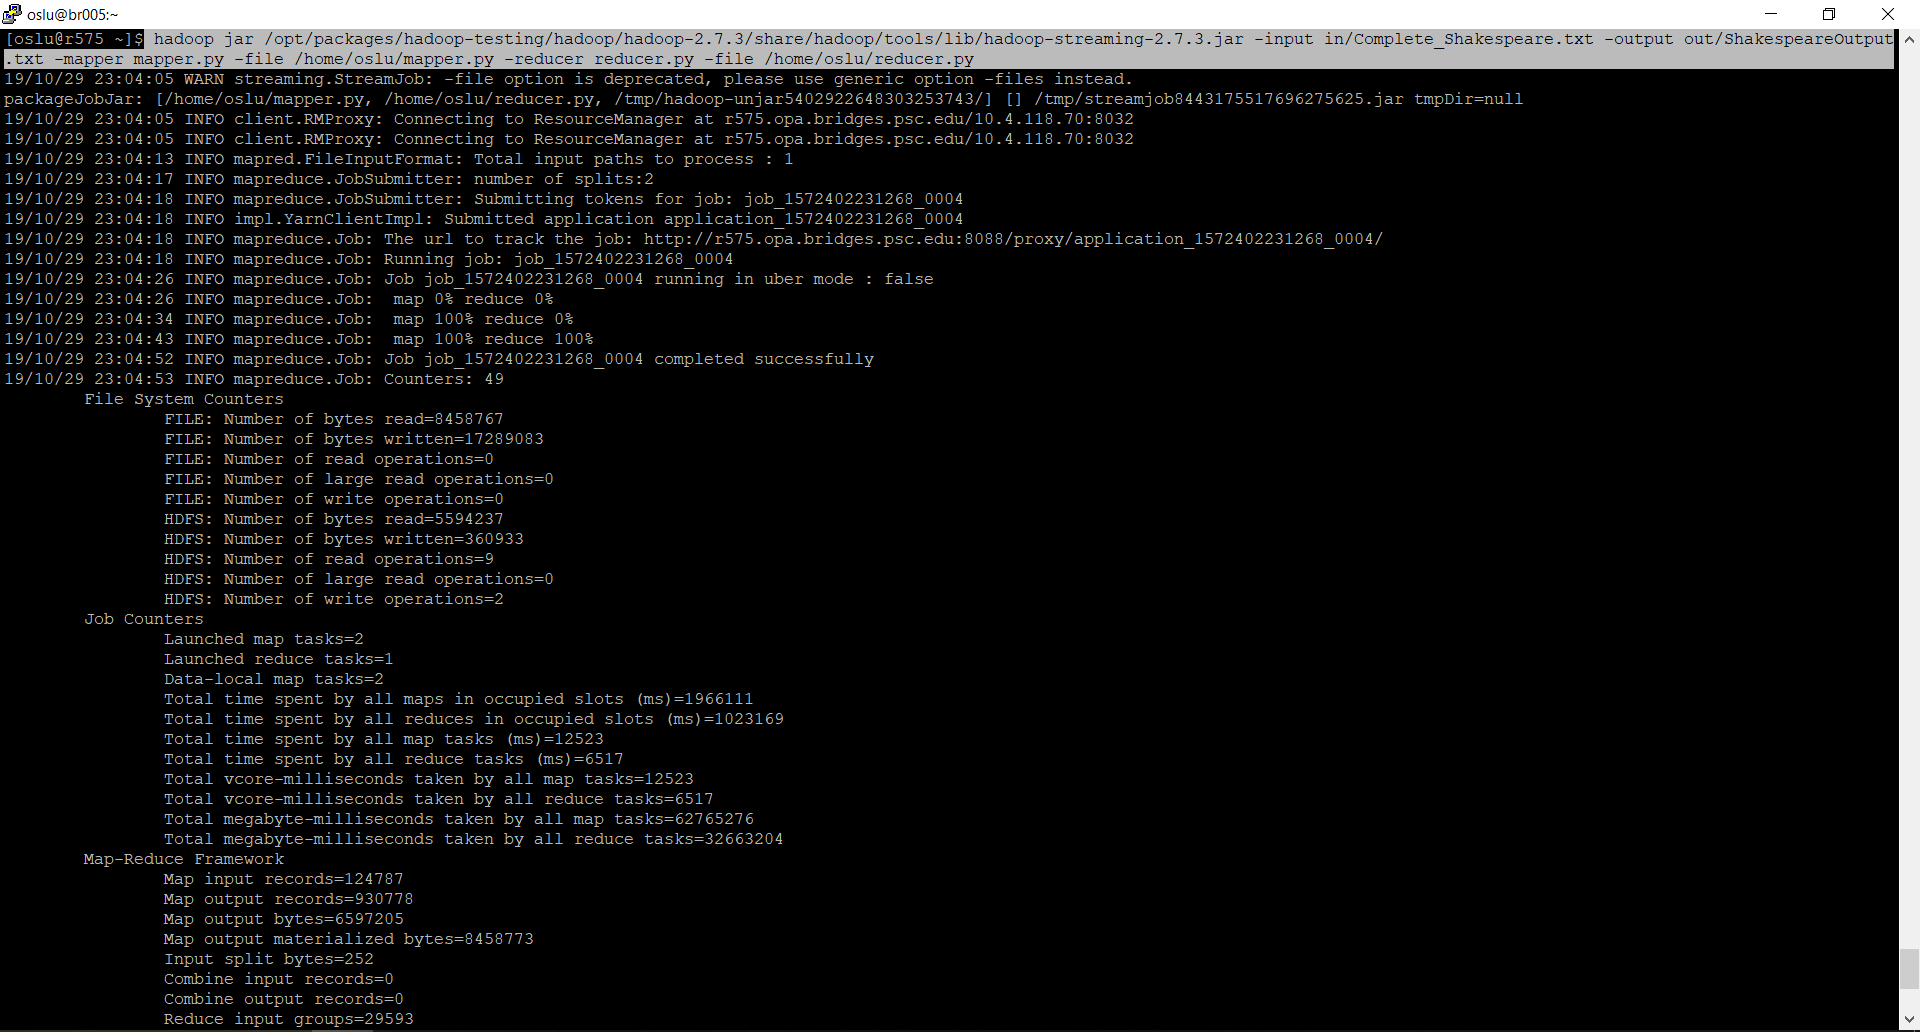 oslu@br005:~
[oslu@r575 ~]$ hadoop jar /opt/packages/hadoop-testing/hadoop/hadoop-2.7.3/share/hadoop/tools/lib/hadoop-streaming-2.7.3.jar -input in/Complete_Shakespeare.txt -output out/ShakespeareOutput
.txt -mapper mapper.py -file /home/oslu/mapper.py -reducer reducer.py -file /home/oslu/reducer.py
19/10/29 23:04:05 WARN streaming.StreamJob: -file option is deprecated, please use generic option -files instead.
packageJobJar: [/home/oslu/mapper.py, /home/oslu/reducer.py, /tmp/hadoop-unjar5402922648303253743/] [] /tmp/streamjob8443175517696275625.jar tmpDir=null
19/10/29 23:04:05 INFO client.RMProxy: Connecting to ResourceManager at r575.opa.bridges.psc.edu/10.4.118.70:8032
19/10/29 23:04:05 INFO client.RMProxy: Connecting to ResourceManager at r575.opa.bridges.psc.edu/10.4.118.70:8032
19/10/29 23:04:13 INFO mapred.FileInputFormat: Total input paths to process : 1
19/10/29 23:04:17 INFO mapreduce.JobSubmitter: number of splits:2
19/10/29 23:04:18 INFO mapreduce.JobSubmitter: Submitting tokens for job: job_1572402231268_0004
19/10/29 23:04:18 INFO impl.YarnClientImpl: Submitted application application_1572402231268_0004
19/10/29 23:04:18 INFO mapreduce.Job: The url to track the job: http://r575.opa.bridges.psc.edu:8088/proxy/application_1572402231268_0004/
19/10/29 23:04:18 INFO mapreduce.Job: Running job: job_1572402231268_0004
19/10/29 23:04:26 INFO mapreduce.Job: Job job_1572402231268_0004 running in uber mode : false
19/10/29 23:04:26 INFO mapreduce.Job:  map 0% reduce 0%
19/10/29 23:04:34 INFO mapreduce.Job:  map 100% reduce 0%
19/10/29 23:04:43 INFO mapreduce.Job:  map 100% reduce 100%
19/10/29 23:04:52 INFO mapreduce.Job: Job job_1572402231268_0004 completed successfully
19/10/29 23:04:53 INFO mapreduce.Job: Counters: 49
File System Counters
FILE: Number of bytes read=8458767
FILE: Number of bytes written=17289083
FILE: Number of read operations=0
FILE: Number of large read operations=0
FILE: Number of write operations=0
HDFS: Number of bytes read=5594237
HDFS: Number of bytes written=360933
HDFS: Number of read operations=9
HDFS: Number of large read operations=0
HDFS: Number of write operations=2
Job Counters
Launched map tasks=2
Launched reduce tasks=1
Data-local map tasks=2
Total time spent by all maps in occupied slots (ms)=1966111
Total time spent by all reduces in occupied slots (ms)=1023169
Total time spent by all map tasks (ms)=12523
Total time spent by all reduce tasks (ms)=6517
Total vcore-milliseconds taken by all map tasks=12523
Total vcore-milliseconds taken by all reduce tasks=6517
Total megabyte-milliseconds taken by all map tasks=62765276
Total megabyte-milliseconds taken by all reduce tasks=32663204
Map-Reduce Framework
Map input records=124787
Map output records=930778
Map output bytes=6597205
Map output materialized bytes=8458773
Input split bytes=252
Combine input records=0
Combine output records=0
Reduce input groups=29593